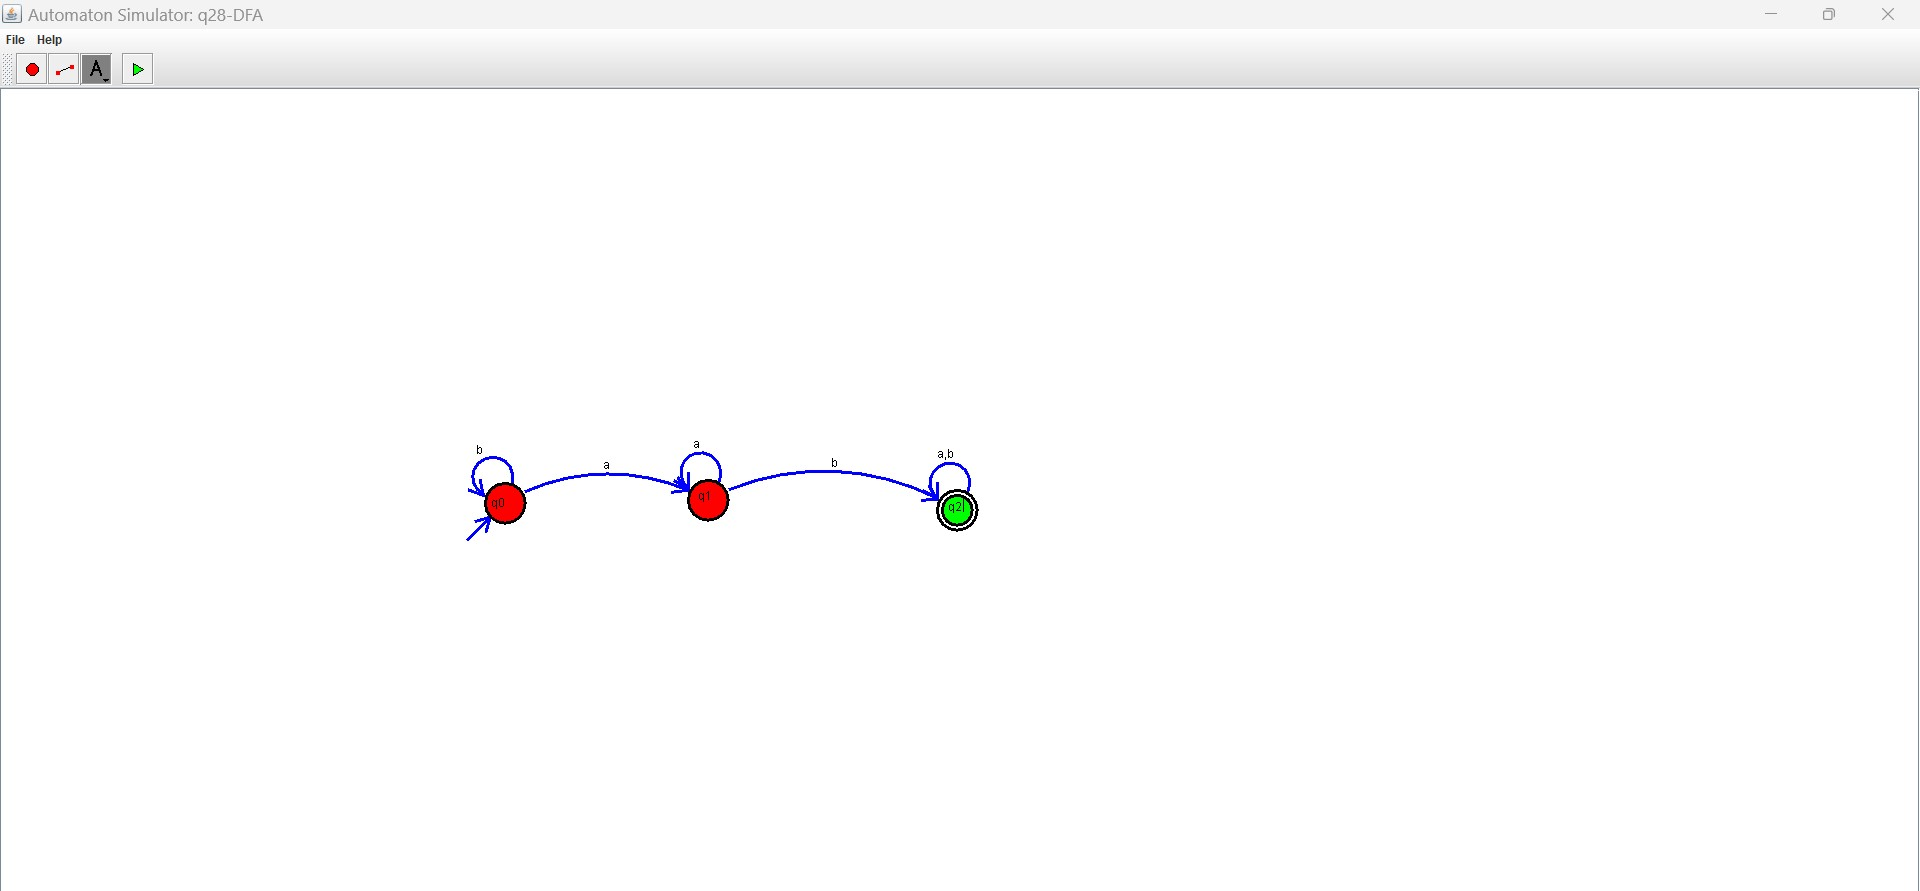 Automaton Simulator: q28-DFA
File Help
A
b
a
a
b
a,b
q0
q1
q2